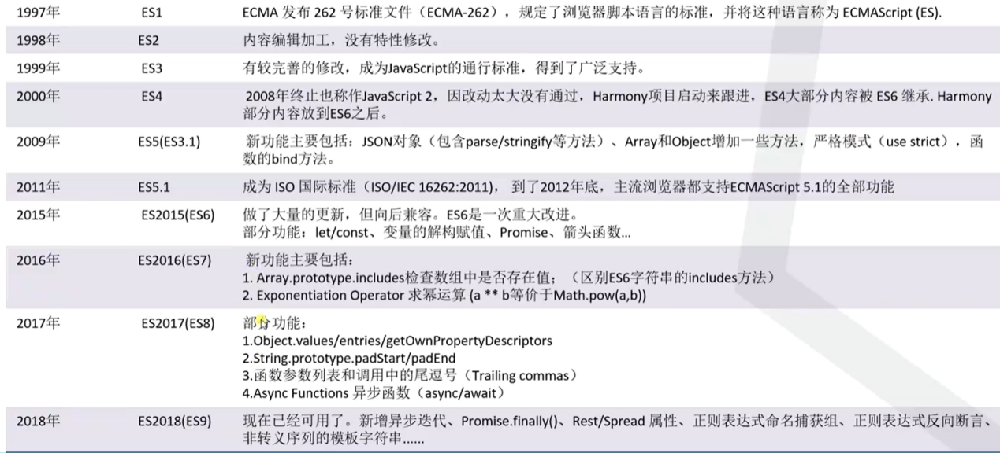 1997年 ES1 ECMA 发布 262 号标准文件（ECMA-262），规定了浏览器脚本语言的标准，并将这种语言称为 ECMAScript (ES).
1998年 ES2 内容编辑加工，没有特性修改。
1999年 ES3 有较完善的修改，成为JavaScript的通行标准，得到了广泛支持。
2000年 ES4 2008年终止也称作JavaScript 2，因改动太大没有通过，Harmony项目启动来跟进，ES4大部分内容被 ES6 继承. Harmony
部分内容放到ES6之后。
2009年 ES5(ES3.1) 新功能主要包括：JSON对象（包含parse/stringify等方法）、Array和Object增加一些方法，严格模式（use strict），函
数的bind方法。
2011年 ES5.1 成为 ISO 国际标准（ISO/IEC 16262:2011)， 到了2012年底，主流浏览器都支持ECMAScript 5.1的全部功能
2015年 ES2015(ES6) 做了大量的更新，但向后兼容。ES6是一次重大改进。
部分功能：let/const、变量的解构赋值、Promise、箭头函数...
2016年 ES2016(ES7) 新功能主要包括：
1. Array.prototype.includes检查数组中是否存在值；（区别ES6字符串的includes方法）
2. Exponentiation Operator 求幂运算 (a ** b等价于Math.pow(a,b))
2017年 ES2017(ES8) 部分功能：
1.Object.values/entries/getOwnPropertyDescriptors
2.String.prototype.padStart/padEnd
3.函数参数列表和调用中的尾逗号（Trailing commas）
4.Async Functions 异步函数（async/await）
2018年 ES2018(ES9) 现在已经可用了。新增异步迭代、Promise.finally()、Rest/Spread 属性、正则表达式命名捕获组、正则表达式反向断言、
非转义序列的模板字符串......